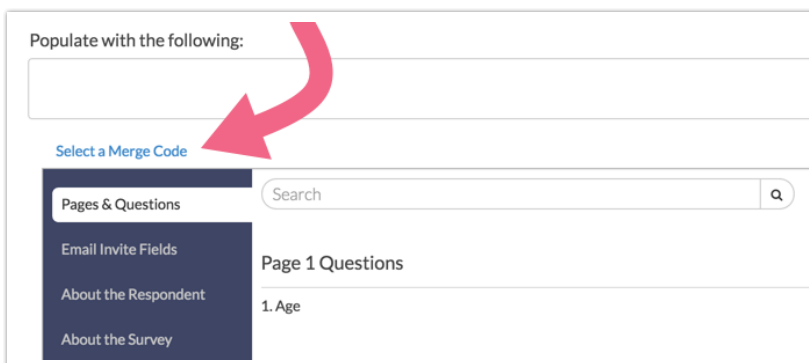 Populate with the following:
Select a Merge Code
Pages & Questions
Search
Email Invite Fields
Page 1 Questions
About the Respondent
1. Age
About the Survey